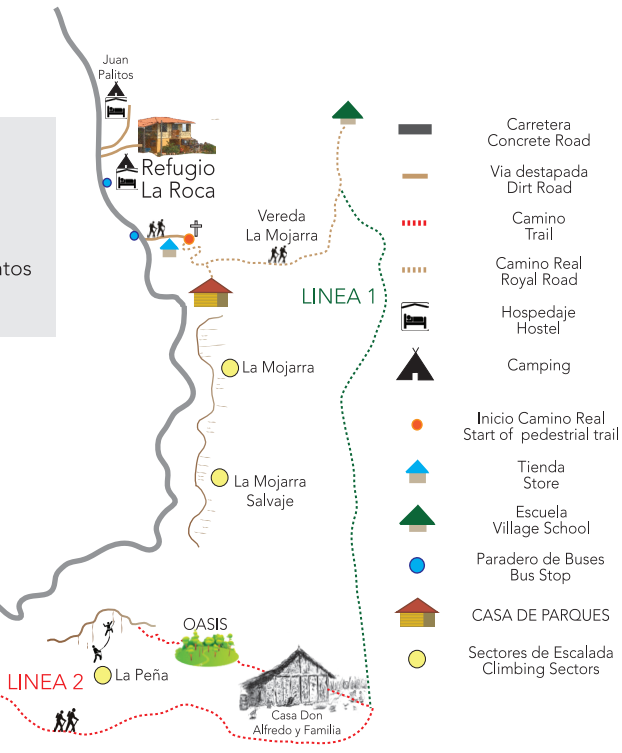 Juan
Palitos
Refugio
La Roca
tos
Vereda
La Mojarra
LINEA 1
La Mojarra
La Mojarra
Salvaje
OASIS
La Peña
LINEA 2
Casa Don
Alfredo y Familia
Carretera
Concrete Road
Via destapada
Dirt Road
Camino
Trail
Camino Real
Royal Road
Hospedaje
Hostel
Camping
Inicio Camino Real
Start of pedestrial trail
Tienda
Store
Escuela
Village School
Paradero de Buses
Bus Stop
CASA DE PARQUES
Sectores de Escalada
Climbing Sectors